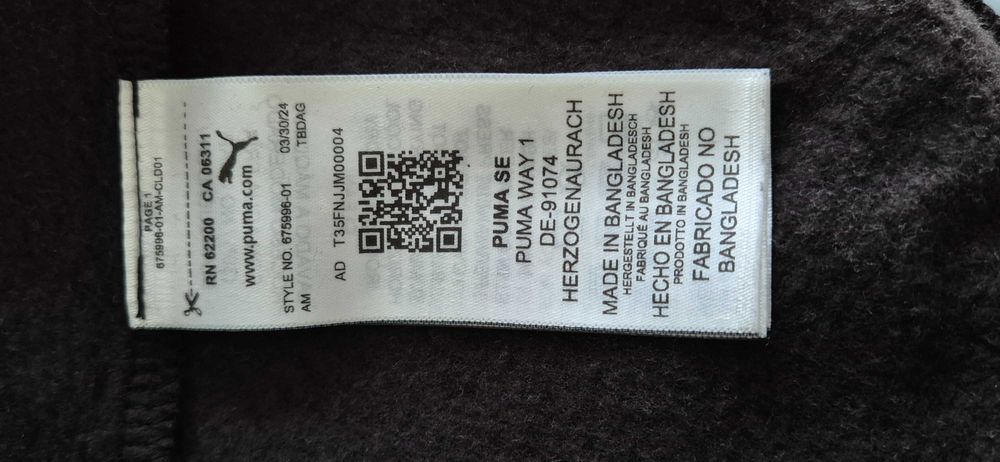 PAGE 1
675996-01-AM-CLD01
RN 62200 CA 06311
www.puma.com
STYLE NO. 675996-01 03/30/24
AM TBDAG
AD T35FNJJM00004
PUMA SE
PUMA WAY 1
DE-91074
HERZOGENAURACH
MADE IN BANGLADESH
HERGESTELLT IN BANGLADESCH
FABRIQUÉ AU BANGLADESH
HECHO EN BANGLADESH
PRODOTTO IN BANGLADESH
FABRICADO NO
BANGLADESH